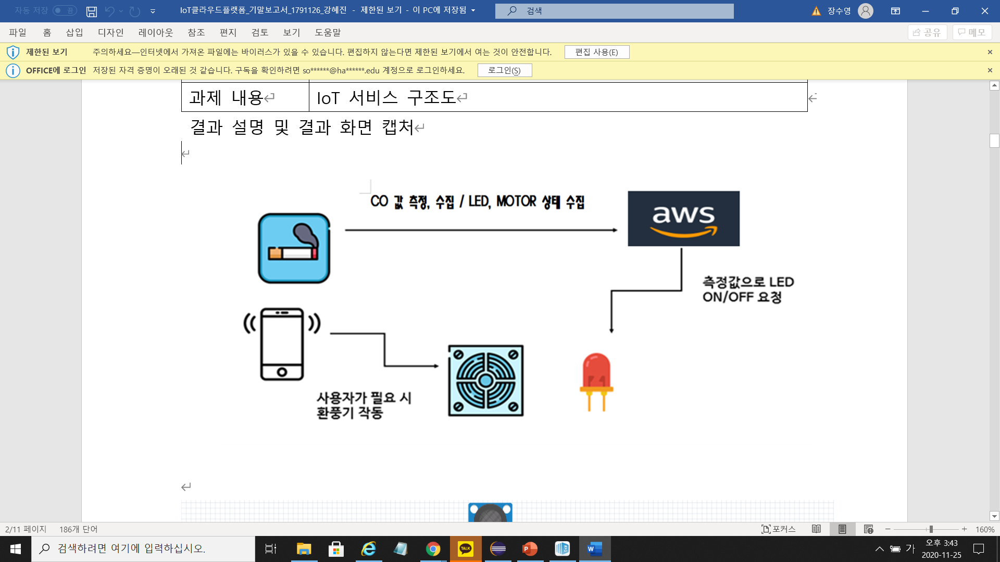 자동 저장 끔 IoT클라우드플랫폼_기말보고서_1791126_강혜진 - 제한된 보기 - 이 PC에 저장됨 검색 장수영
파일 홈 삽입 디자인 레이아웃 참조 편지 검토 보기 도움말 공유 메모
제한된 보기 주의하세요—인터넷에서 가져온 파일에는 바이러스가 있을 수 있습니다. 편집하지 않는다면 제한된 보기에서 여는 것이 안전합니다. 편집 사용(E)
OFFICE에 로그인 저장된 자격 증명이 오래된 것 같습니다. 구독을 확인하려면 so******@ha******.edu 계정으로 로그인하세요. 로그인(S)
과제 내용 IoT 서비스 구조도
결과 설명 및 결과 화면 캡처
CO 값 측정, 수집 / LED, MOTOR 상태 수집
aws
측정값으로 LED
ON/OFF 요청
사용자가 필요 시
환풍기 작동
2/11 페이지 186개 단어 포커스 160%
검색하려면 여기에 입력하십시오.
TALK
가
오후 3:43
2020-11-25